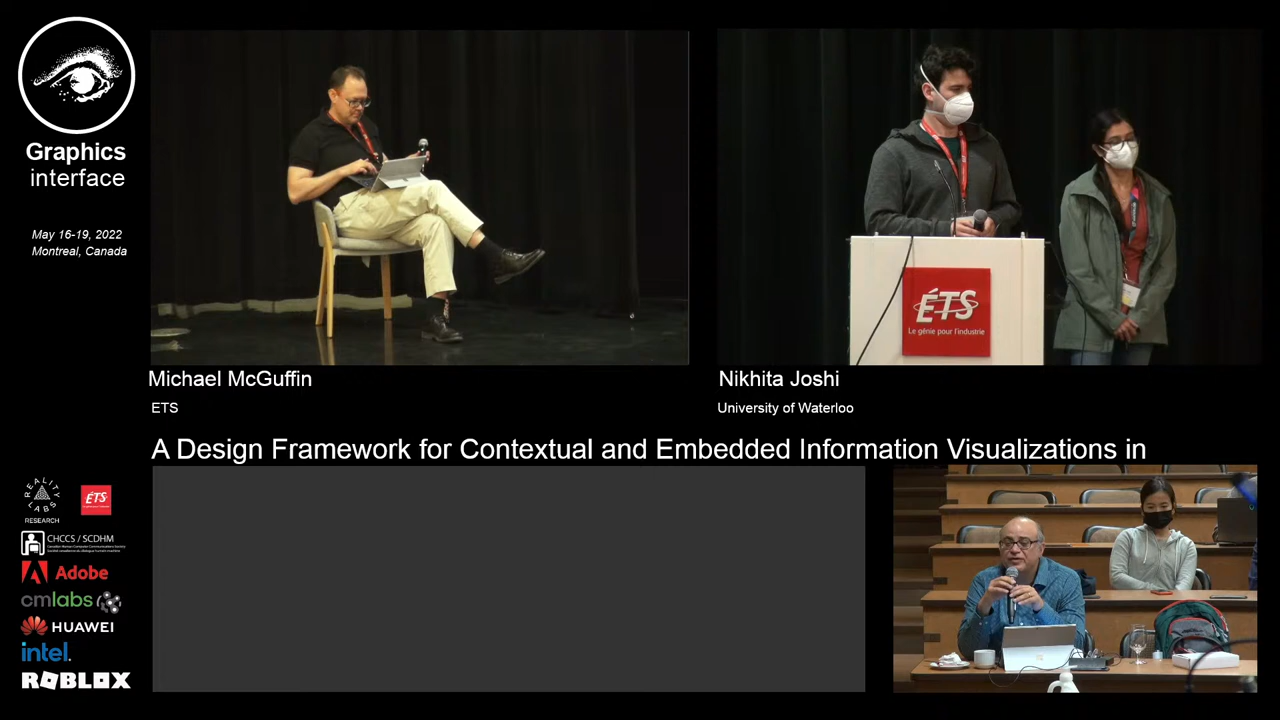 Graphics
interface
May 16-19, 2022
Montreal, Canada
ÉTS
Le génie pour l'industrie
Michael McGuffin
ETS
Nikhita Joshi
University of Waterloo
A Design Framework for Contextual and Embedded Information Visualizations in
REALITY LABS
RESEARCH
ÉTS
CHCCS / SCDHM
Adobe
cmlabs
HUAWEI
intel.
ROBLOX